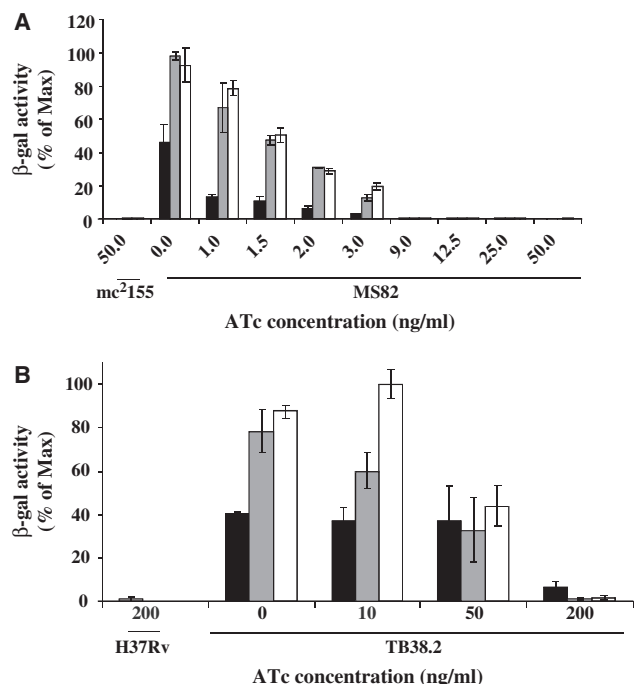 A
β-gal activity
(% of Max)
120
100
80
60
40
20
0
50.0 0.0 1.0 1.5 2.0 3.0 9.0 12.5 25.0 50.0
mc²155 MS82
ATc concentration (ng/ml)
B
β-gal activity
(% of Max)
100
80
60
40
20
0
200 0 10 50 200
H37Rv TB38.2
ATc concentration (ng/ml)